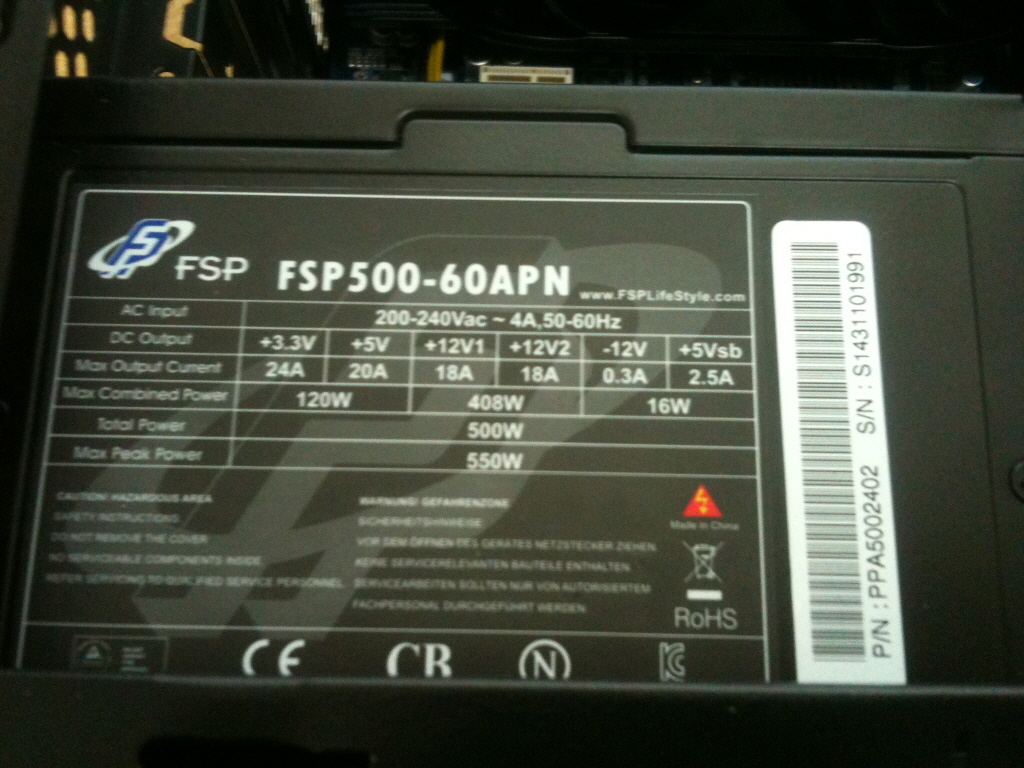 FSP FSP500-60APN www.FSPLifeStyle.com
AC Input 200-240Vac ~ 4A,50-60Hz
DC Output +3.3V +5V +12V1 +12V2 -12V +5Vsb
Max Output Current 24A 20A 18A 18A 0.3A 2.5A
Max Combined Power 120W 408W 16W
Total Power 500W
Max Peak Power 550W
CAUTION! HAZARDOUS AREA
SAFETY INSTRUCTIONS
DO NOT REMOVE THE COVER
NO SERVICEABLE COMPONENTS INSIDE
REFER SERVICING TO QUALIFIED SERVICE PERSONNEL
WARNUNG! GEFAHRENZONE
SICHERHEITSHINWEISE
VOR DEM ÖFFNEN DES GERÄTES NETZSTECKER ZIEHEN
KEINE SERVICERELEVANTEN BAUTEILE ENTHALTEN
SERVICEARBEITEN SOLLTEN NUR VON AUTORISIERTEM
FACHPERSONAL DURCHGEFÜHRT WERDEN
Made in China
RoHS
CE CB N
P/N : PPA5002402 S/N : S1431101991